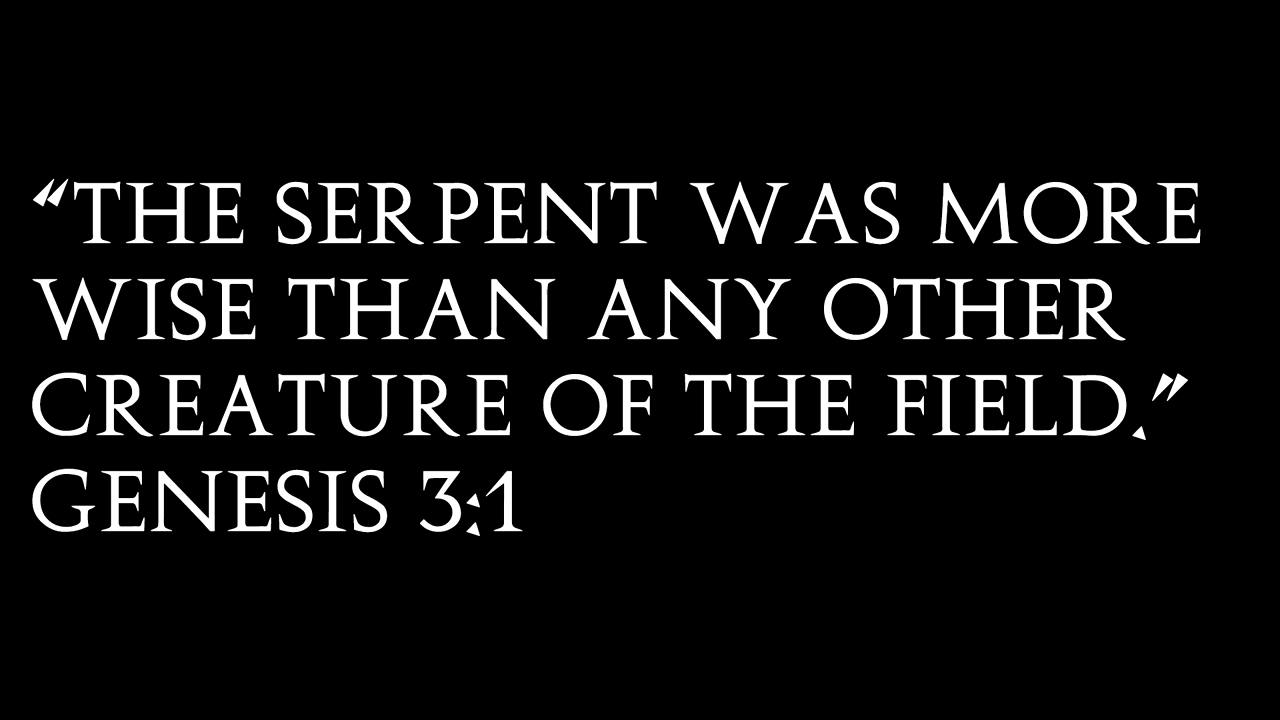 “THE SERPENT WAS MORE
WISE THAN ANY OTHER
CREATURE OF THE FIELD.”
GENESIS 3:1